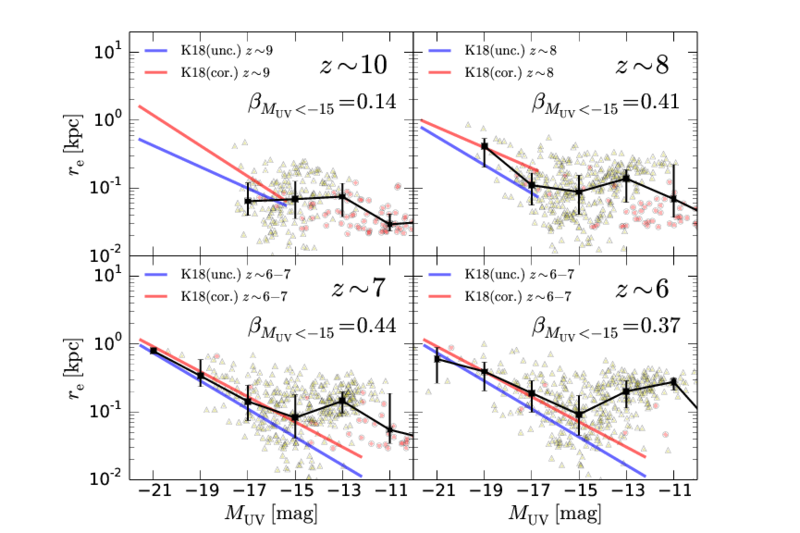 K18(unc.) z∼9
K18(cor.) z∼9
z∼10
β_{M_UV<−15}=0.14
K18(unc.) z∼8
K18(cor.) z∼8
z∼8
β_{M_UV<−15}=0.41
10^1
10^0
10^{-1}
10^{-2}
r_e [kpc]
K18(unc.) z∼6−7
K18(cor.) z∼6−7
z∼7
β_{M_UV<−15}=0.44
K18(unc.) z∼6−7
K18(cor.) z∼6−7
z∼6
β_{M_UV<−15}=0.37
10^1
10^0
10^{-1}
10^{-2}
r_e [kpc]
−21 −19 −17 −15 −13 −11 −21 −19 −17 −15 −13 −11
M_UV [mag] M_UV [mag]